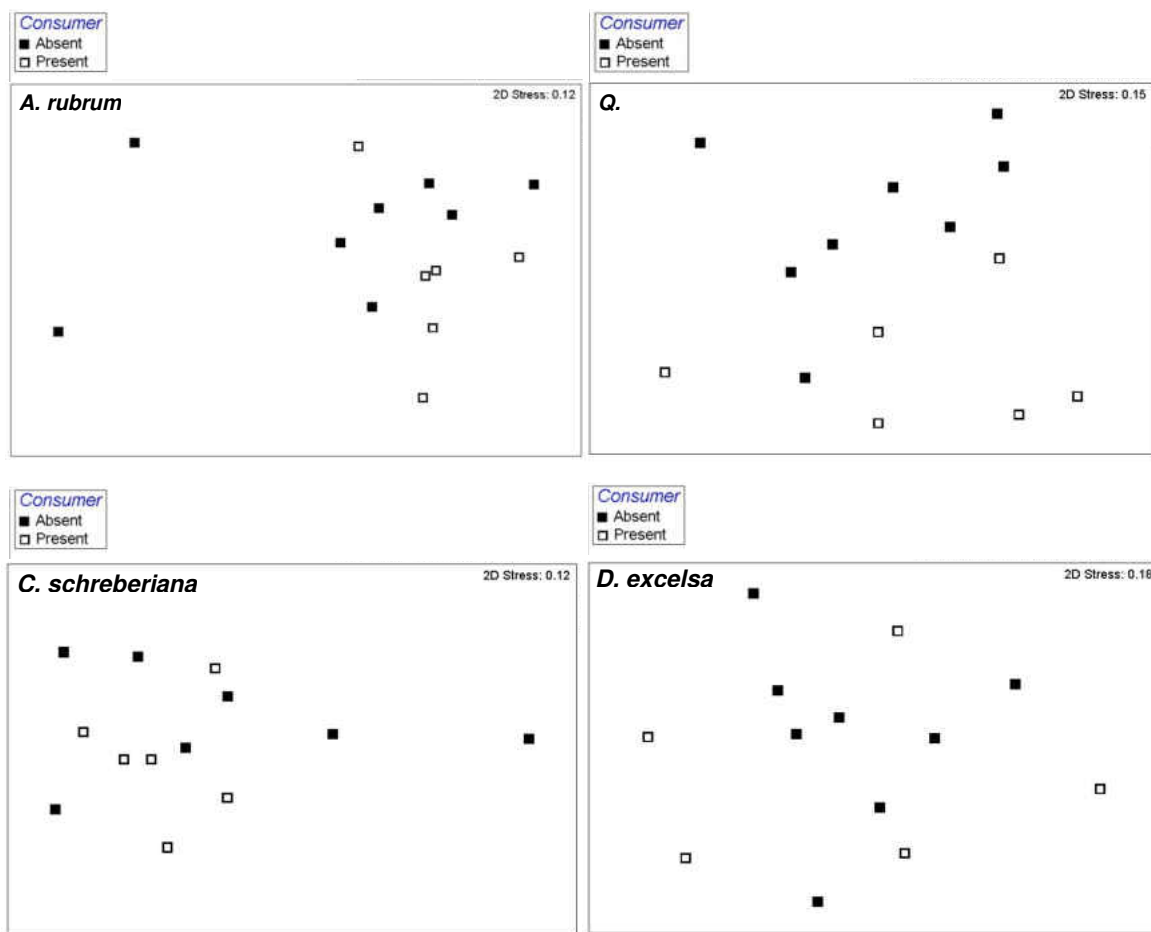 Consumer
Absent
Present
A. rubrum
2D Stress: 0.12
Consumer
Absent
Present
Q.
2D Stress: 0.15
Consumer
Absent
Present
C. schreberiana
2D Stress: 0.12
Consumer
Absent
Present
D. excelsa
2D Stress: 0.18